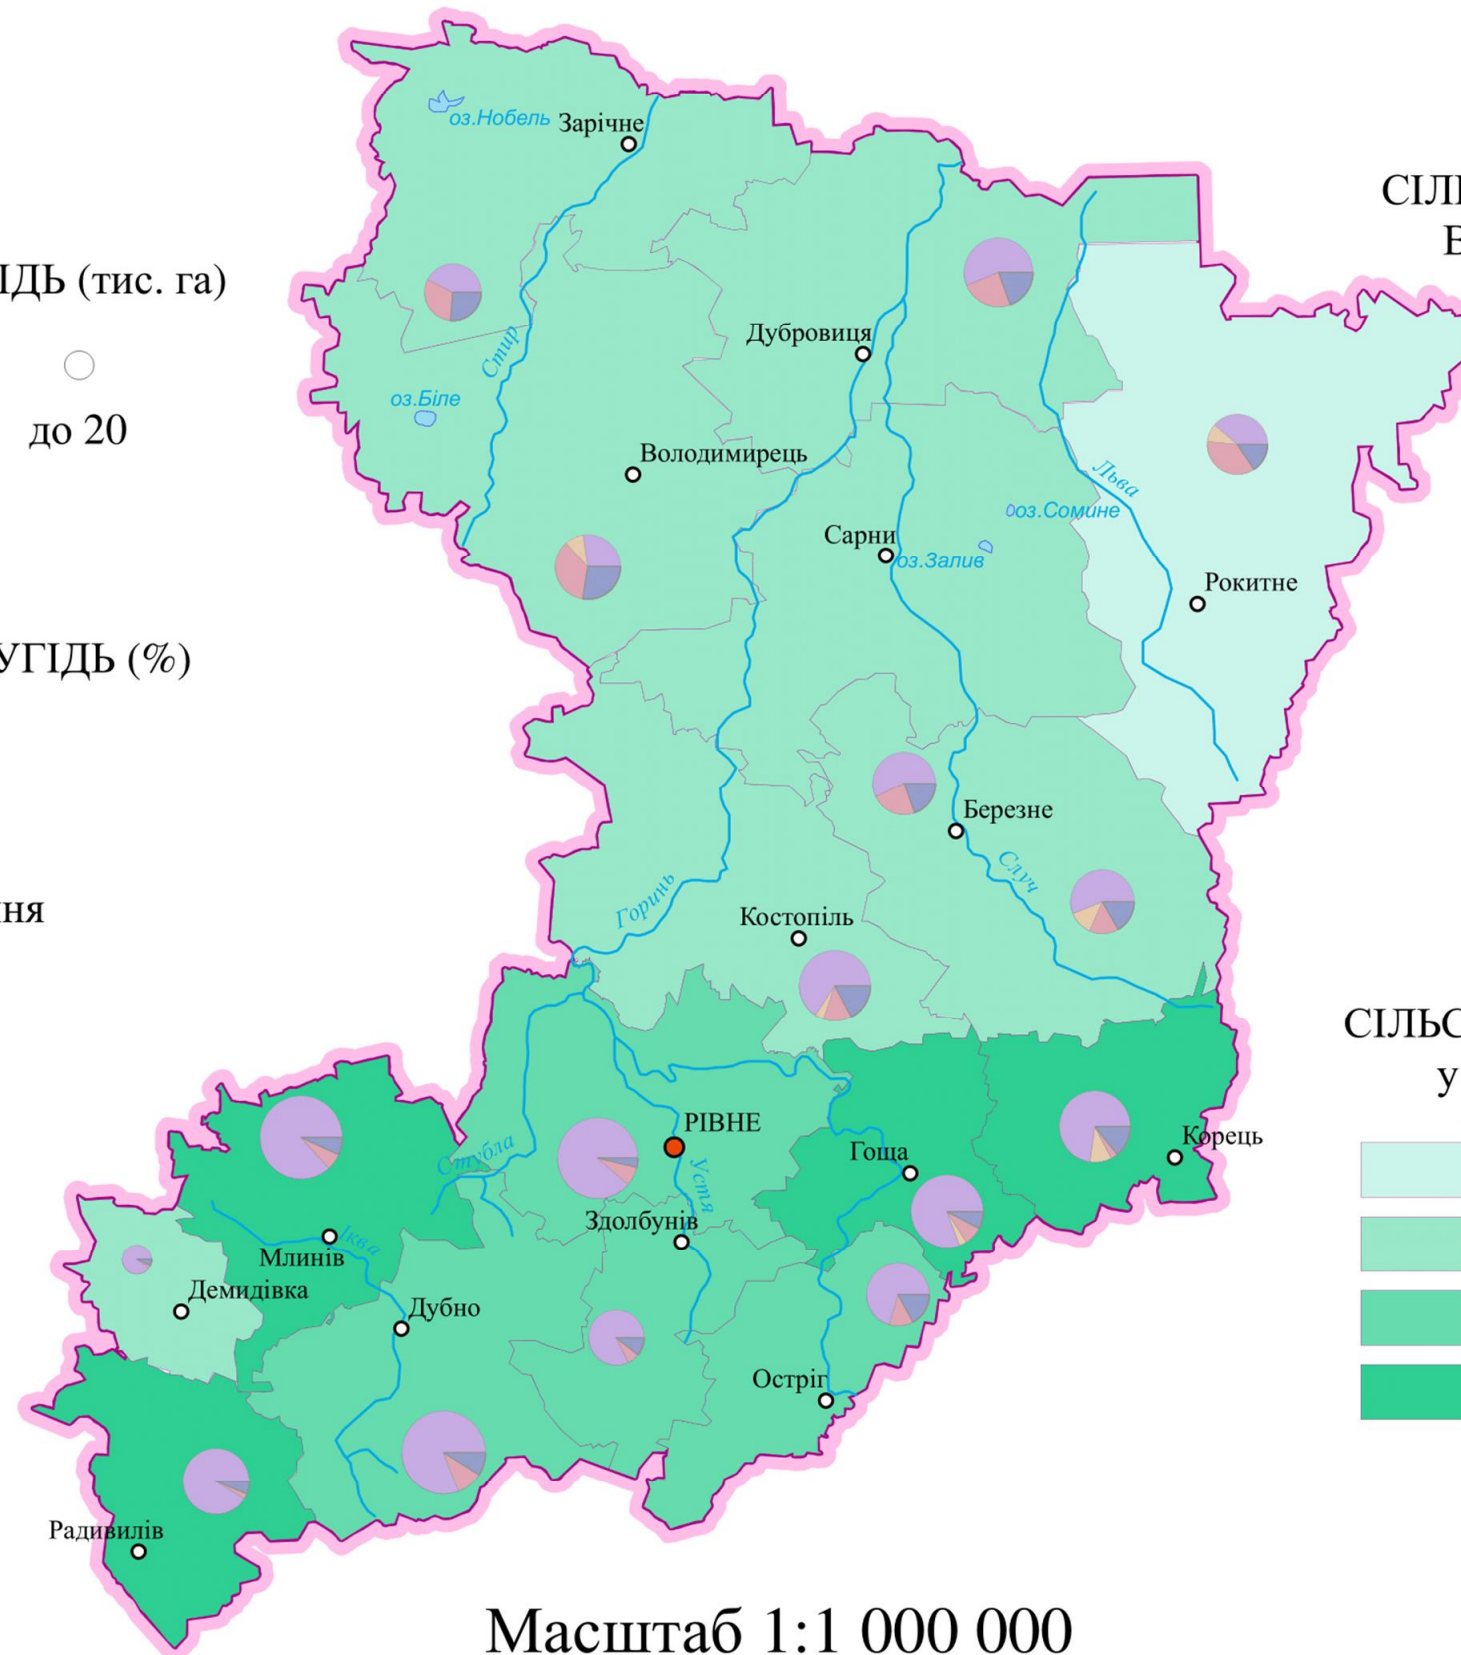 оз.Нобель
Зарічне
СІЛ
В
ІДЬ (тис. га)
до 20
Стир
Дубровиця
оз.Біле
Володимирець
Льва
оз.Сомине
Сарни
оз.Залив
Рокитне
УГІДЬ (%)
Березне
Случ
ня
Горинь
Костопіль
СІЛЬС
у
РІВНЕ
Корець
Гоща
Стубла
Устя
Здолбунів
Іква
Млинів
Демидівка
Дубно
Остріг
Радивилів
Масштаб 1:1 000 000